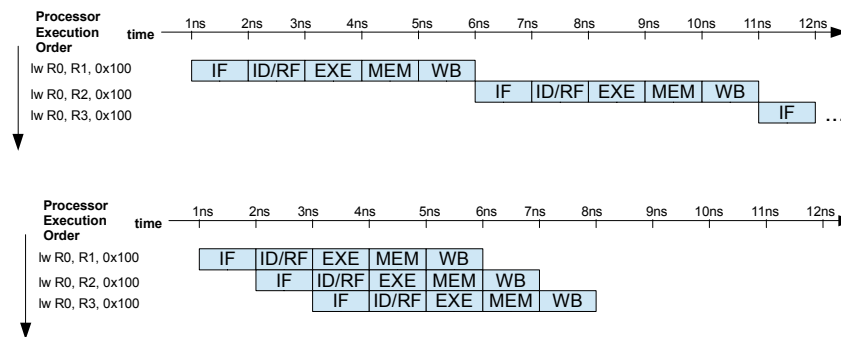 Processor
Execution
Order
time
1ns 2ns 3ns 4ns 5ns 6ns 7ns 8ns 9ns 10ns 11ns 12ns
lw R0, R1, 0x100 IF ID/RF EXE MEM WB
lw R0, R2, 0x100 IF ID/RF EXE MEM WB
lw R0, R3, 0x100 IF ...
Processor
Execution
Order
time
1ns 2ns 3ns 4ns 5ns 6ns 7ns 8ns 9ns 10ns 11ns 12ns
lw R0, R1, 0x100 IF ID/RF EXE MEM WB
lw R0, R2, 0x100 IF ID/RF EXE MEM WB
lw R0, R3, 0x100 IF ID/RF EXE MEM WB